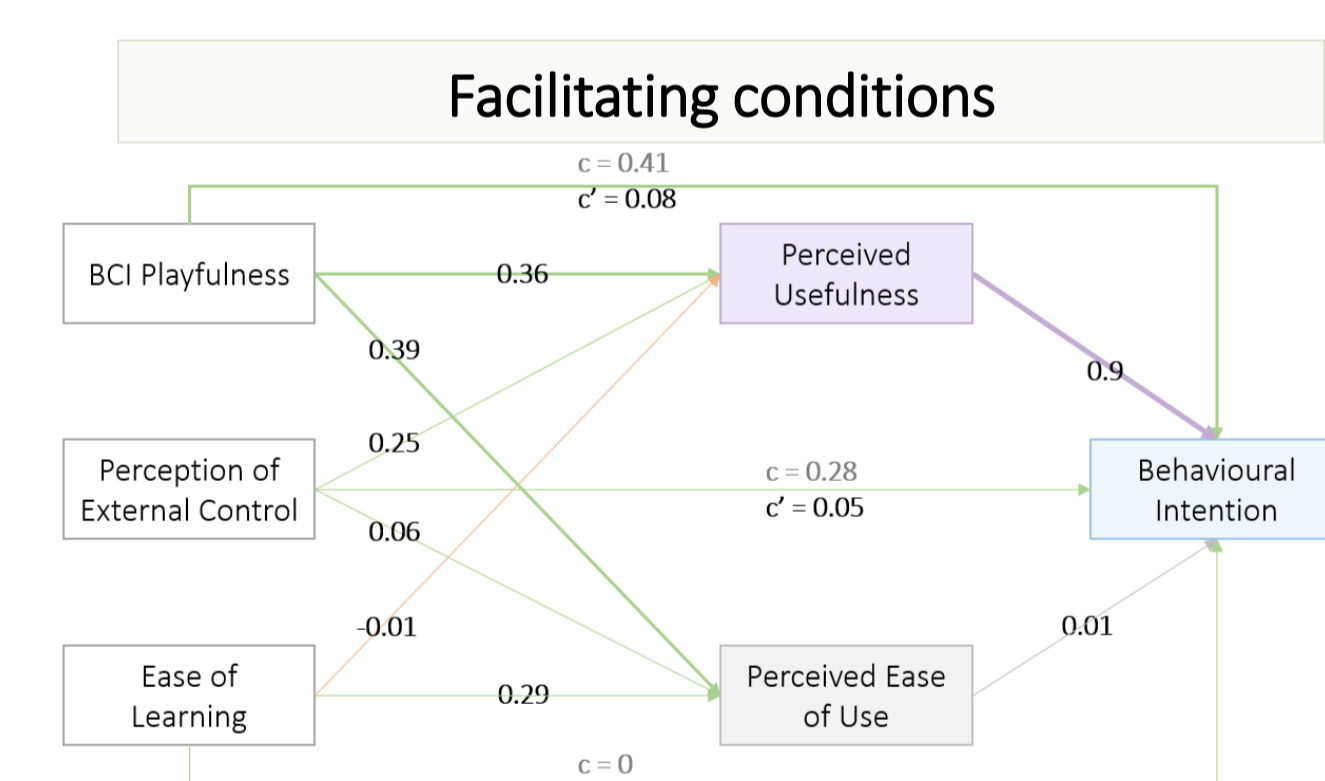 Facilitating conditions
c = 0.41
c′ = 0.08
BCI Playfulness
0.36
Perceived
Usefulness
0.39
0.9
0.25
Perception of
External Control
c = 0.28
c′ = 0.05
Behavioural
Intention
0.06
-0.01
0.01
Ease of
Learning
0.29
Perceived Ease
of Use
c = 0